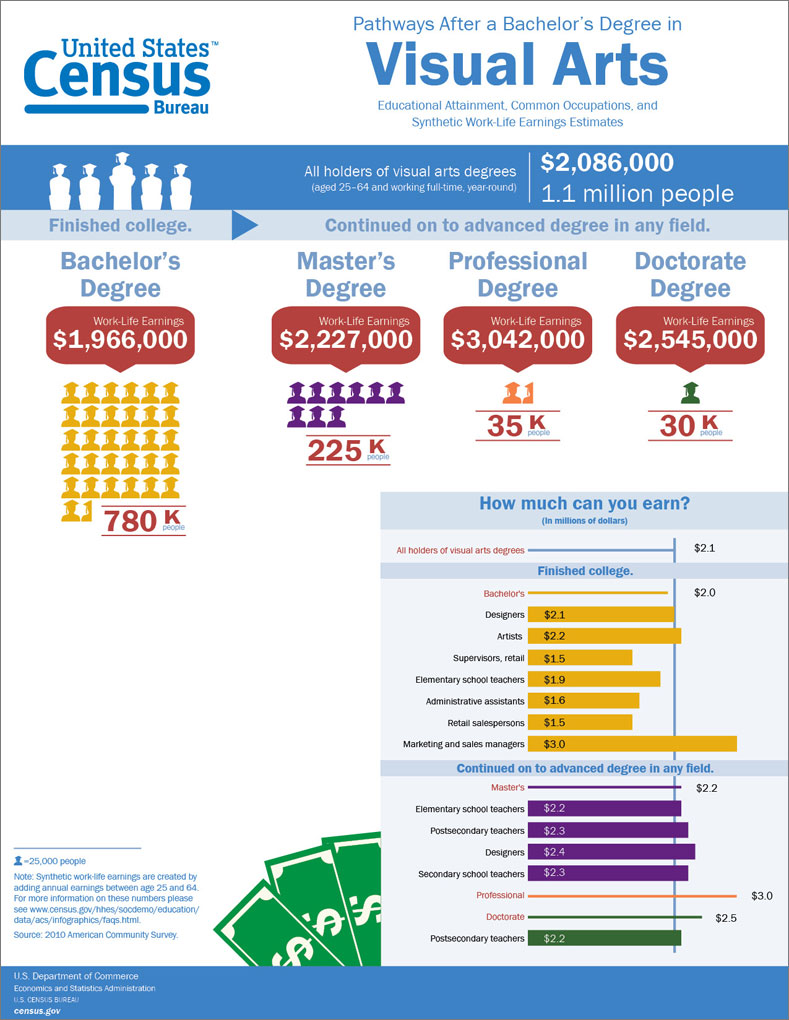 United States™
Census
Bureau
Pathways After a Bachelor's Degree in
Visual Arts
Educational Attainment, Common Occupations, and
Synthetic Work-Life Earnings Estimates
All holders of visual arts degrees
(aged 25–64 and working full-time, year-round)
$2,086,000
1.1 million people
Finished college.
Continued on to advanced degree in any field.
Bachelor's
Degree
Work-Life Earnings
$1,966,000
780 K
people
Master's
Degree
Work-Life Earnings
$2,227,000
225 K
people
Professional
Degree
Work-Life Earnings
$3,042,000
35 K
people
Doctorate
Degree
Work-Life Earnings
$2,545,000
30 K
people
How much can you earn?
(In millions of dollars)
All holders of visual arts degrees $2.1
Finished college.
Bachelor's $2.0
Designers $2.1
Artists $2.2
Supervisors, retail $1.5
Elementary school teachers $1.9
Administrative assistants $1.6
Retail salespersons $1.5
Marketing and sales managers $3.0
Continued on to advanced degree in any field.
Master's $2.2
Elementary school teachers $2.2
Postsecondary teachers $2.3
Designers $2.4
Secondary school teachers $2.3
Professional $3.0
Doctorate $2.5
Postsecondary teachers $2.2
=25,000 people
Note: Synthetic work-life earnings are created by
adding annual earnings between age 25 and 64.
For more information on these numbers please
see www.census.gov/hhes/socdemo/education/
data/acs/infographics/faqs.html.
Source: 2010 American Community Survey.
$
$
$
U.S. Department of Commerce
Economics and Statistics Administration
U.S. CENSUS BUREAU
census.gov